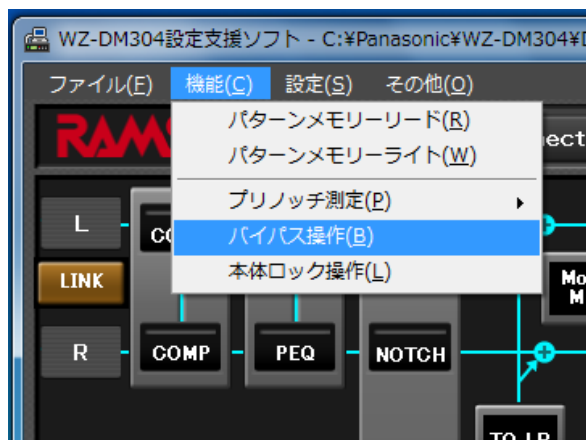 WZ-DM304設定支援ソフト - C:¥Panasonic¥WZ-DM304¥
ファイル(F) 機能(C) 設定(S) その他(O)
パターンメモリーリード(R)
パターンメモリーライト(W)
プリノッチ測定(P)
バイパス操作(B)
本体ロック操作(L)
RAMS
ect
L
LINK
R COMP PEQ NOTCH